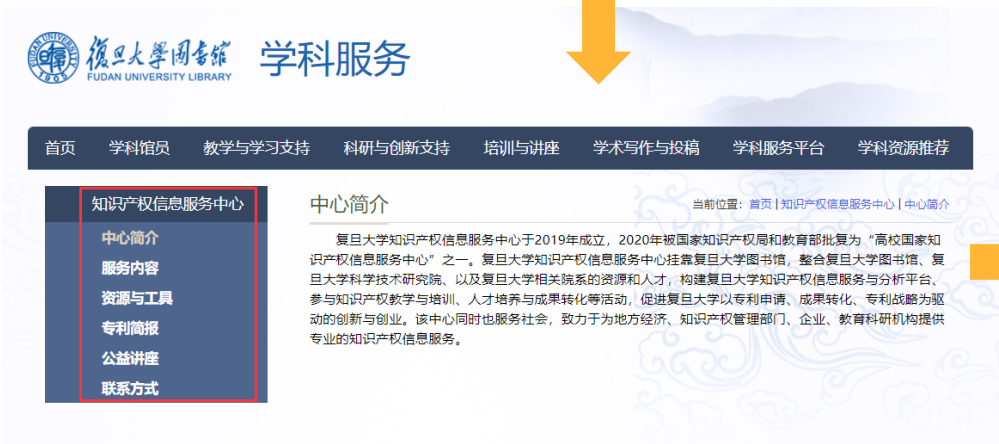 復旦大學圖書館
FUDAN UNIVERSITY LIBRARY
FUDAN UNIVERSITY
1905
学科服务
首页 学科馆员 教学与学习支持 科研与创新支持 培训与讲座 学术写作与投稿 学科服务平台 学科资源推荐
知识产权信息服务中心
中心简介
服务内容
资源与工具
专利简报
公益讲座
联系方式
中心简介
当前位置：首页 | 知识产权信息服务中心 | 中心简介
复旦大学知识产权信息服务中心于2019年成立，2020年被国家知识产权局和教育部批复为“高校国家知
识产权信息服务中心”之一。复旦大学知识产权信息服务中心挂靠复旦大学图书馆，整合复旦大学图书馆、复
旦大学科学技术研究院、以及复旦大学相关院系的资源和人才，构建复旦大学知识产权信息服务与分析平台、
参与知识产权教学与培训、人才培养与成果转化等活动，促进复旦大学以专利申请、成果转化、专利战略为驱
动的创新与创业。该中心同时也服务社会，致力于为地方经济、知识产权管理部门、企业、教育科研机构提供
专业的知识产权信息服务。